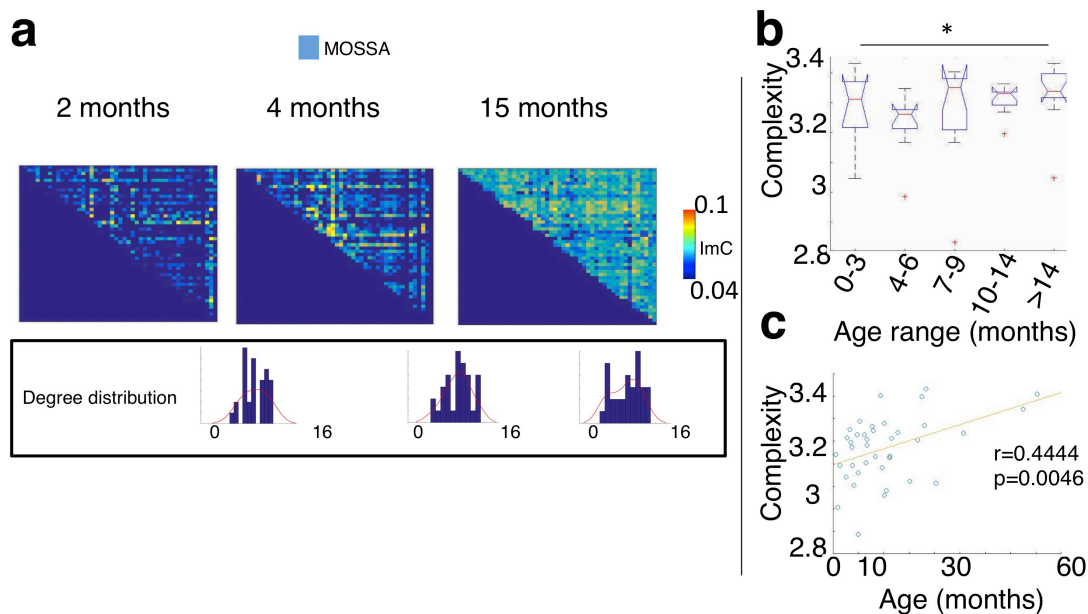 a
MOSSA
2 months
4 months
15 months
0.1
ImC
0.04
Degree distribution
0
16
0
16
0
16
b
*
Complexity
3.4
3.2
3
2.8
0-3
4-6
7-9
10-14
>14
Age range (months)
c
Complexity
3.4
3.2
3
2.8
r=0.4444
p=0.0046
0
10
30
60
Age (months)